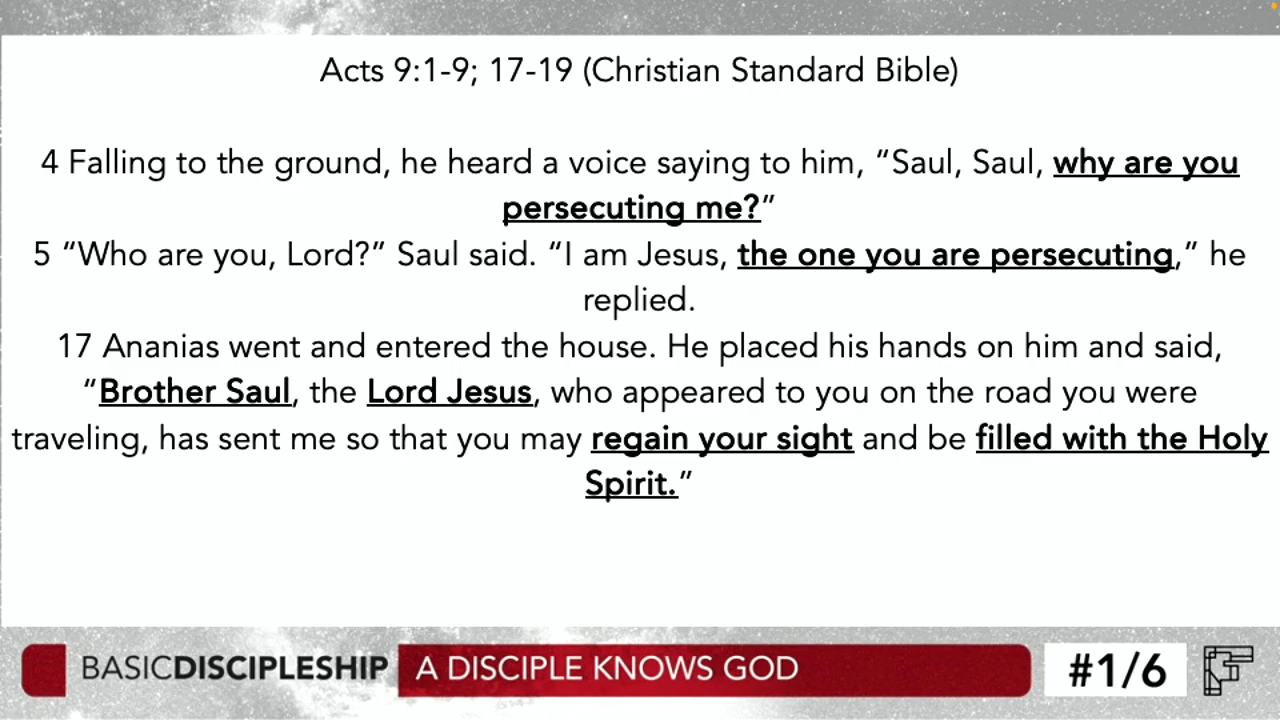 Acts 9:1-9; 17-19 (Christian Standard Bible)
4 Falling to the ground, he heard a voice saying to him, “Saul, Saul, why are you
persecuting me?”
5 “Who are you, Lord?” Saul said. “I am Jesus, the one you are persecuting,” he
replied.
17 Ananias went and entered the house. He placed his hands on him and said,
“Brother Saul, the Lord Jesus, who appeared to you on the road you were
traveling, has sent me so that you may regain your sight and be filled with the Holy
Spirit.”
BASICDISCIPLESHIP A DISCIPLE KNOWS GOD #1/6